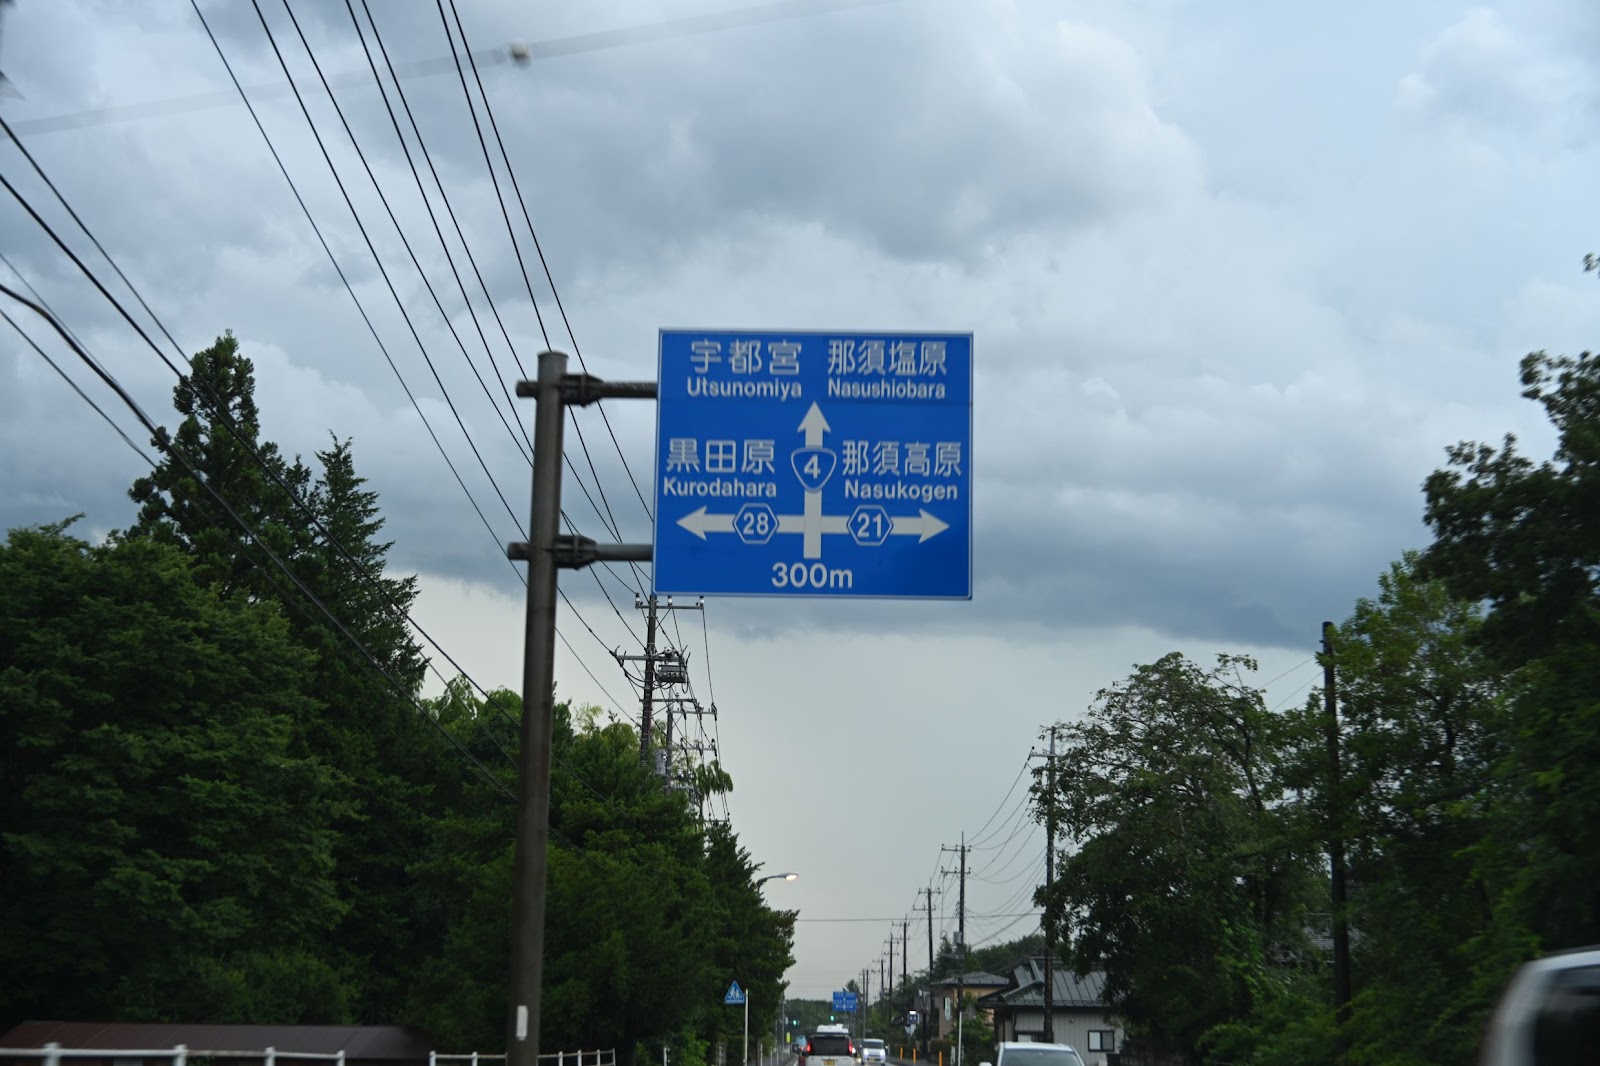 宇都宮 那須塩原
Utsunomiya Nasushiobara
黒田原 4 那須高原
Kurodahara Nasukogen
28 21
300m